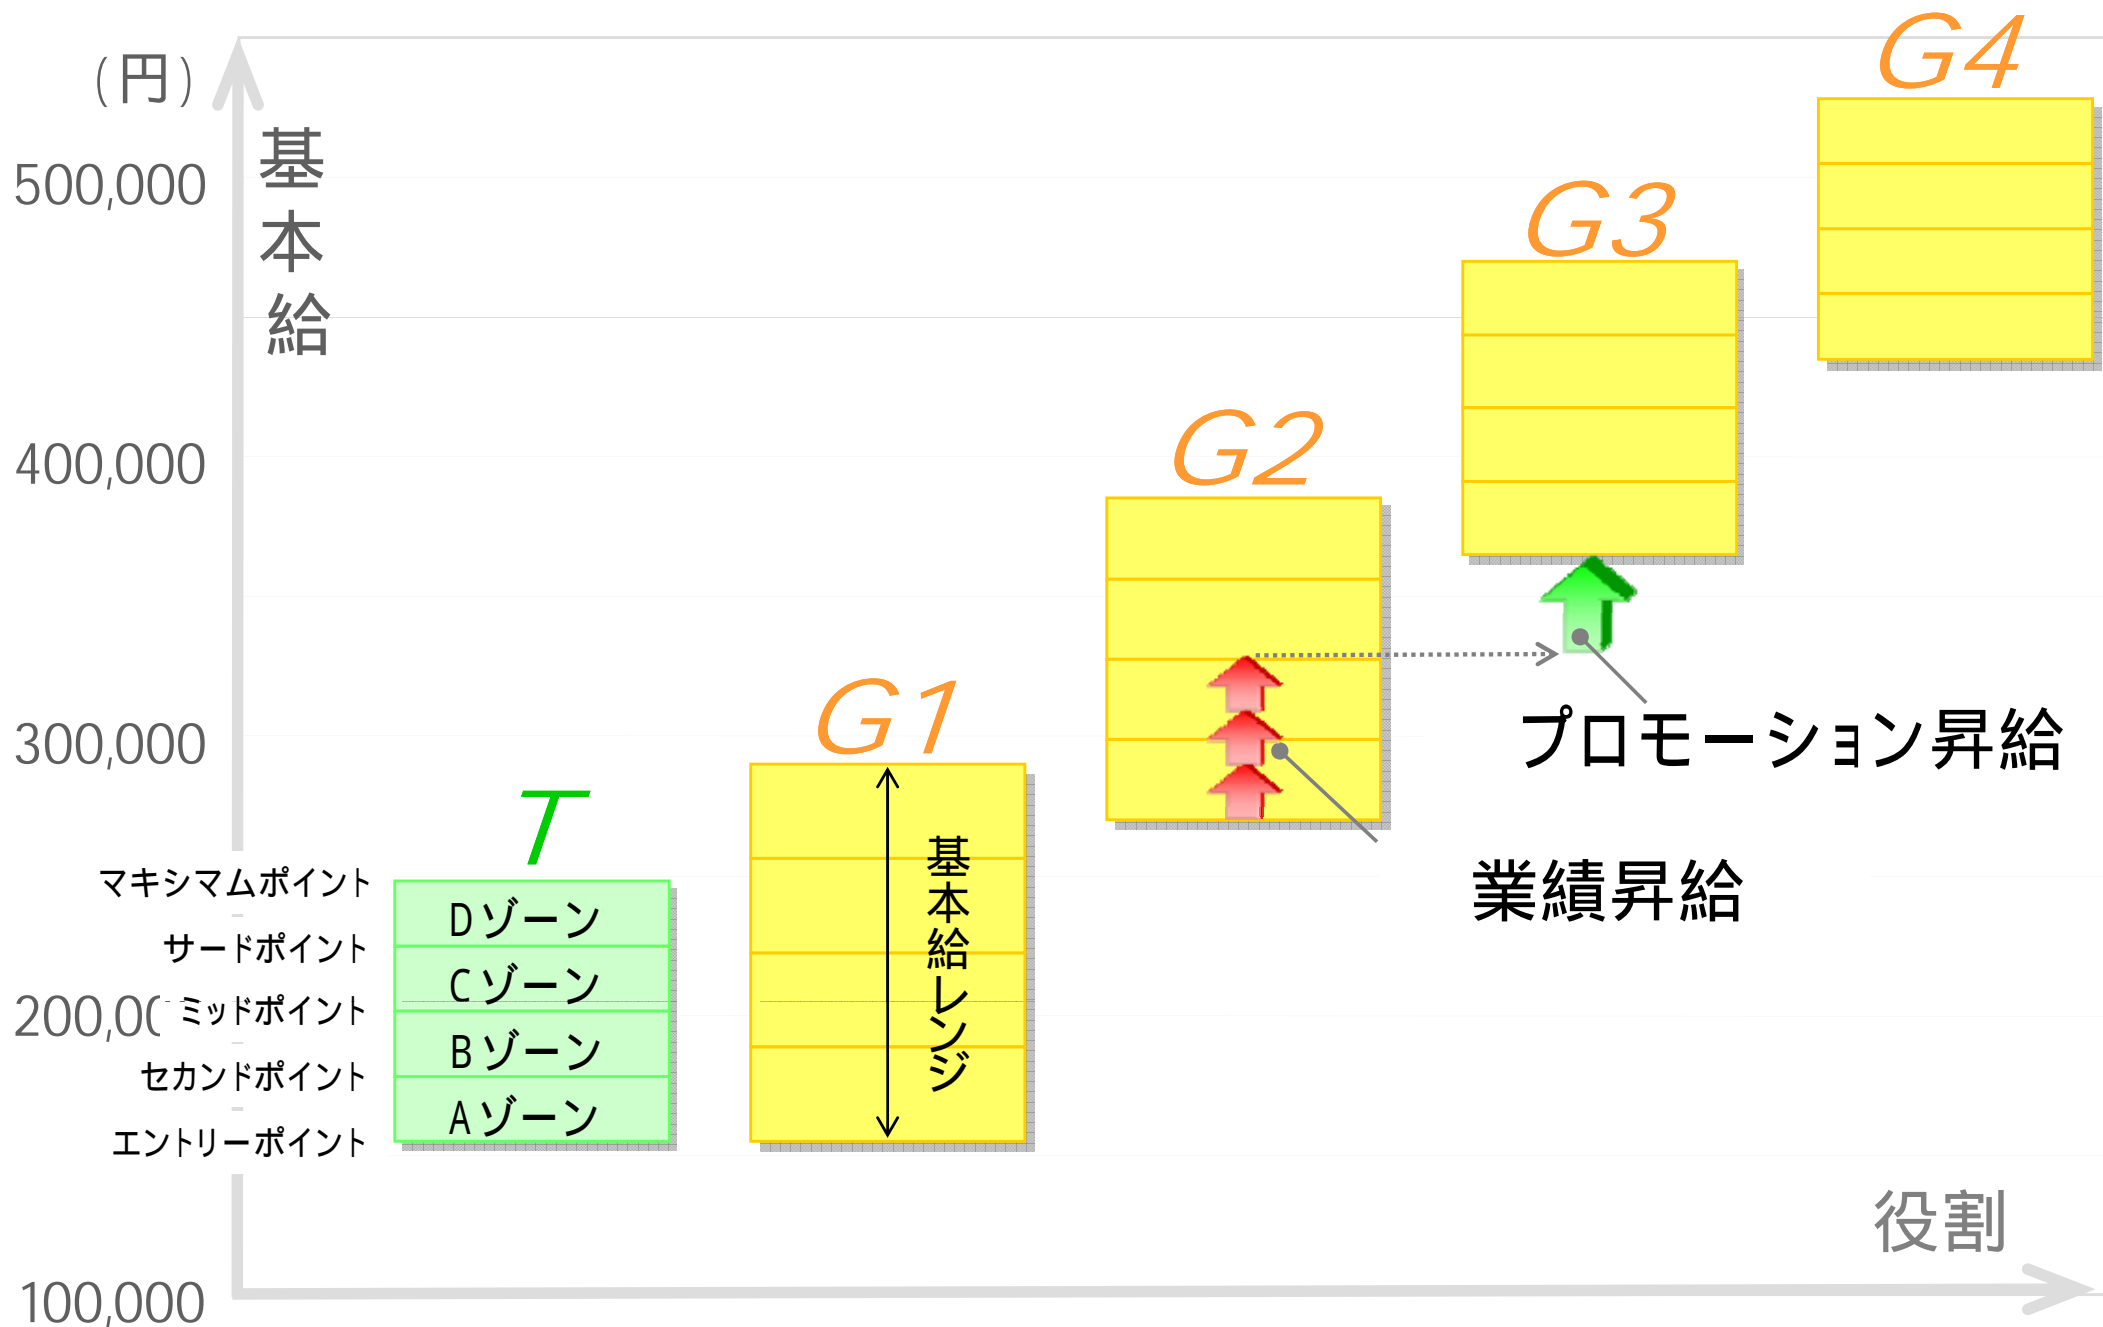 （円）
500,000
400,000
300,000
200,00
100,000
基本給
G4
G3
G2
G1
T
プロモーション昇給
業績昇給
マキシマムポイント
サードポイント
ミッドポイント
セカンドポイント
エントリーポイント
Dゾーン
Cゾーン
Bゾーン
Aゾーン
基本給レンジ
役割